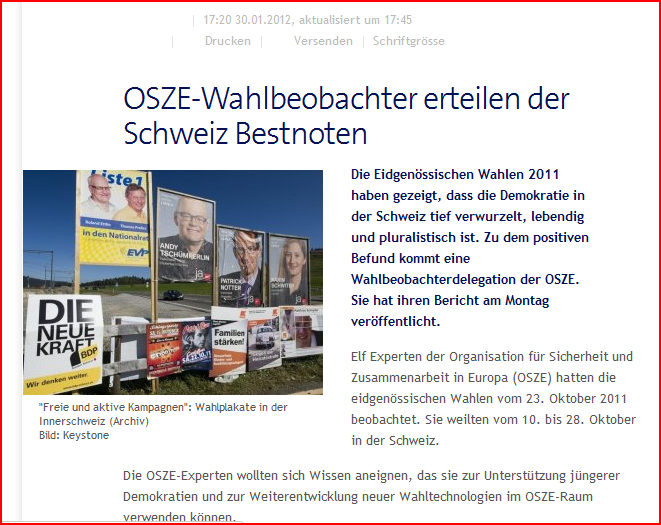 17:20 30.01.2012, aktualisiert um 17:45
Drucken
Versenden
Schriftgrösse
OSZE-Wahlbeobachter erteilen der
Schweiz Bestnoten
Liste 1
in den Nationalrat
EVP
ANDY
TSCHÜMPERLIN
ja
PATRICK
NOTTER
ja
ja
DIE
NEUE
KRAFT
BDP
Wir denken weiter.
Familien
stärken!
Die Eidgenössischen Wahlen 2011
haben gezeigt, dass die Demokratie in
der Schweiz tief verwurzelt, lebendig
und pluralistisch ist. Zu dem positiven
Befund kommt eine
Wahlbeobachterdelegation der OSZE.
Sie hat ihren Bericht am Montag
veröffentlicht.
Elf Experten der Organisation für Sicherheit und
Zusammenarbeit in Europa (OSZE) hatten die
eidgenössischen Wahlen vom 23. Oktober 2011
beobachtet. Sie weilten vom 10. bis 28. Oktober
in der Schweiz.
"Freie und aktive Kampagnen": Wahlplakate in der
Innerschweiz (Archiv)
Bild: Keystone
Die OSZE-Experten wollten sich Wissen aneignen, das sie zur Unterstützung jüngerer
Demokratien und zur Weiterentwicklung neuer Wahltechnologien im OSZE-Raum
verwenden können.